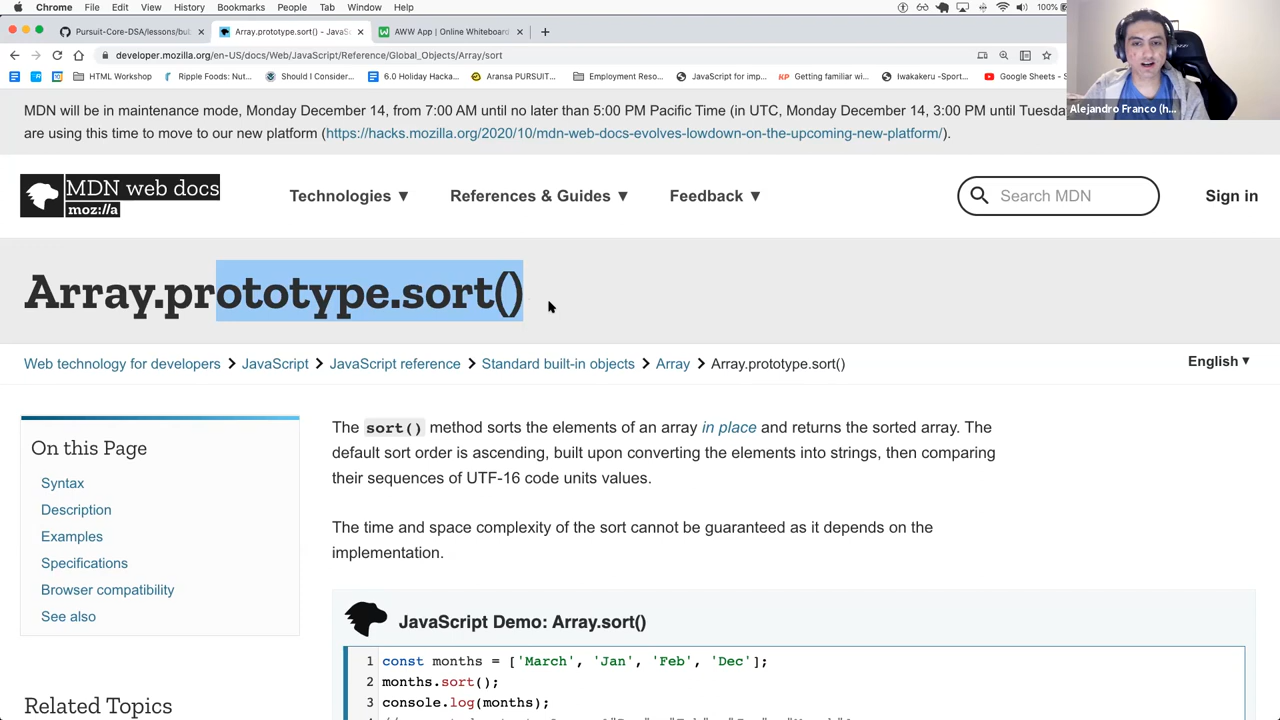 Chrome File Edit View History Bookmarks People Tab Window Help 100%
Pursuit-Core-DSA/lessons/bub × Array.prototype.sort() - JavaSc × AWW App | Online Whiteboard × +
developer.mozilla.org/en-US/docs/Web/JavaScript/Reference/Global_Objects/Array/sort
HTML Workshop Ripple Foods: Nut... Should I Consider... 6.0 Holiday Hacka... Aransa PURSUIT... Employment Reso... JavaScript for imp... Getting familiar wi... Iwakakeru -Sport... Google Sheets - S
Alejandro Franco (h...
MDN will be in maintenance mode, Monday December 14, from 7:00 AM until no later than 5:00 PM Pacific Time (in UTC, Monday December 14, 3:00 PM until Tuesda
are using this time to move to our new platform (https://hacks.mozilla.org/2020/10/mdn-web-docs-evolves-lowdown-on-the-upcoming-new-platform/).
MDN web docs
moz://a
Technologies ▼ References & Guides ▼ Feedback ▼ Search MDN Sign in
Array.prototype.sort()
Web technology for developers > JavaScript > JavaScript reference > Standard built-in objects > Array > Array.prototype.sort() English ▼
On this Page
Syntax
Description
Examples
Specifications
Browser compatibility
See also
Related Topics
The sort() method sorts the elements of an array in place and returns the sorted array. The
default sort order is ascending, built upon converting the elements into strings, then comparing
their sequences of UTF-16 code units values.
The time and space complexity of the sort cannot be guaranteed as it depends on the
implementation.
JavaScript Demo: Array.sort()
1 const months = ['March', 'Jan', 'Feb', 'Dec'];
2 months.sort();
3 console.log(months);